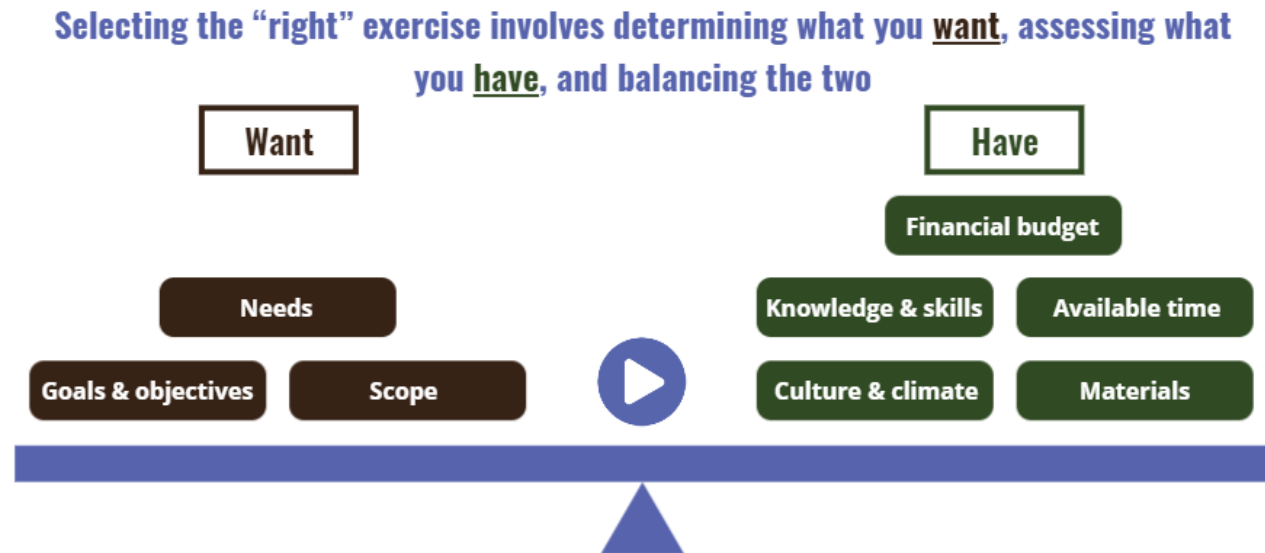 Selecting the “right” exercise involves determining what you want, assessing what
you have, and balancing the two
Want
Have
Financial budget
Needs
Knowledge & skills
Available time
Goals & objectives
Scope
Culture & climate
Materials